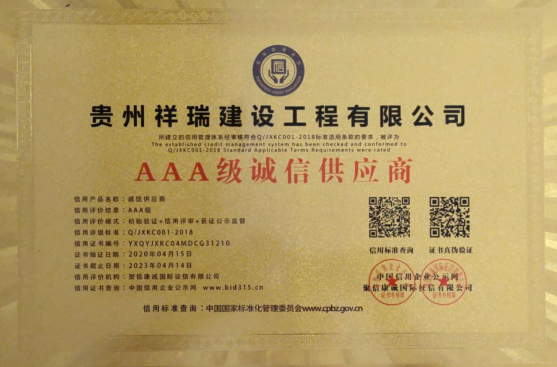 贵州祥瑞建设工程有限公司
所建立的信用管理体系经审核符合Q/JXKC001-2018标准适用条款的要求，被评为
The established credit management system has been checked and conformed to
Q/JXKC001-2018 Standard Applicable Terms Requirements were rated
AAA级诚信供应商
信用产品名称：诚信供应商
信用评价结果：AAA级
信用评价模式：初始验证+信用评审+获证公示监督
信用评级标准：Q/JXKC001-2018
信用证书编号：YXQYJXKC04MDCG31210
证书始证日期：2020年04月15日
证书截止日期：2023年04月14日
信用评价机构：聚信康诚国际征信有限公司
信用证书查询：中国信用企业公示网 www.bid315.cn
信用标准查询 证书真伪验证
中国信用企业公示网
聚信康诚国际征信有限公司
信用标准查询：中国国家标准化管理委员会www.cpbz.gov.cn